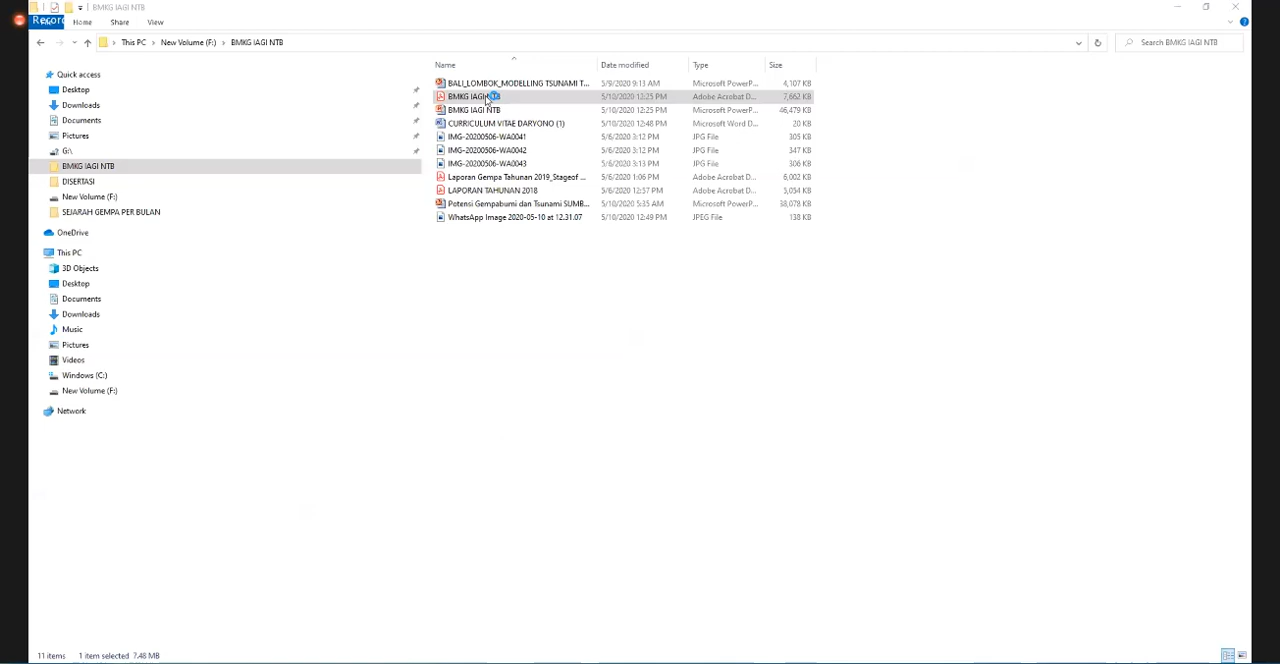 BMKG IAGI NTB
Recor
Home Share View
This PC > New Volume (F:) > BMKG IAGI NTB
Search BMKG IAGI NTB
Name Date modified Type Size
BALI_LOMBOK_MODELLING TSUNAMI T... 5/9/2020 9:13 AM Microsoft PowerP... 4,107 KB
BMKG IAGI NTB 5/10/2020 12:25 PM Adobe Acrobat D... 7,662 KB
BMKG IAGI NTB 5/10/2020 12:25 PM Microsoft PowerP... 46,479 KB
CURRICULUM VITAE DARYONO (1) 5/10/2020 12:48 PM Microsoft Word D... 20 KB
IMG-20200506-WA0041 5/6/2020 3:12 PM JPG File 305 KB
IMG-20200506-WA0042 5/6/2020 3:12 PM JPG File 347 KB
IMG-20200506-WA0043 5/6/2020 3:13 PM JPG File 306 KB
Laporan Gempa Tahunan 2019_Stageof ... 5/6/2020 1:06 PM Adobe Acrobat D... 6,002 KB
LAPORAN TAHUNAN 2018 5/6/2020 12:57 PM Adobe Acrobat D... 5,054 KB
Potensi Gempabumi dan Tsunami SUMB... 5/10/2020 5:35 AM Microsoft PowerP... 38,078 KB
WhatsApp Image 2020-05-10 at 12.31.07 5/10/2020 12:49 PM JPEG File 138 KB
Quick access
Desktop
Downloads
Documents
Pictures
G:\
BMKG IAGI NTB
DISERTASI
New Volume (F:)
SEJARAH GEMPA PER BULAN
OneDrive
This PC
3D Objects
Desktop
Documents
Downloads
Music
Pictures
Videos
Windows (C:)
New Volume (F:)
Network
11 items 1 item selected 7.48 MB